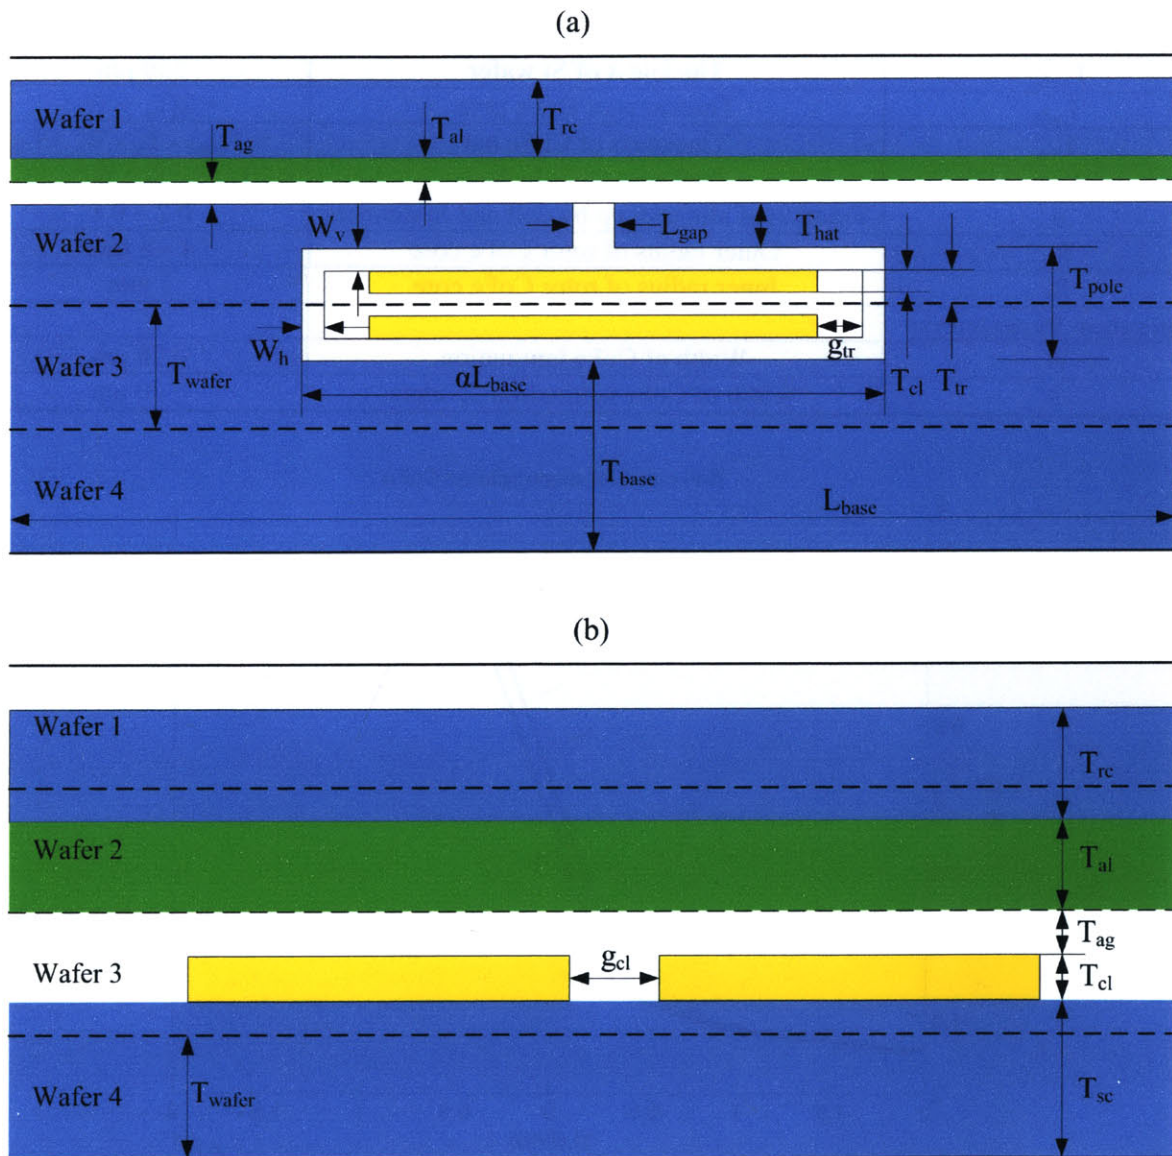 (a)
Wafer 1
T_ag
T_al
T_rc
Wafer 2
W_v
L_gap
T_hat
T_pole
W_h
g_tr
Wafer 3
T_wafer
αL_base
T_cl
T_tr
T_base
Wafer 4
L_base
(b)
Wafer 1
T_rc
Wafer 2
T_al
T_ag
Wafer 3
g_cl
T_cl
Wafer 4
T_wafer
T_sc